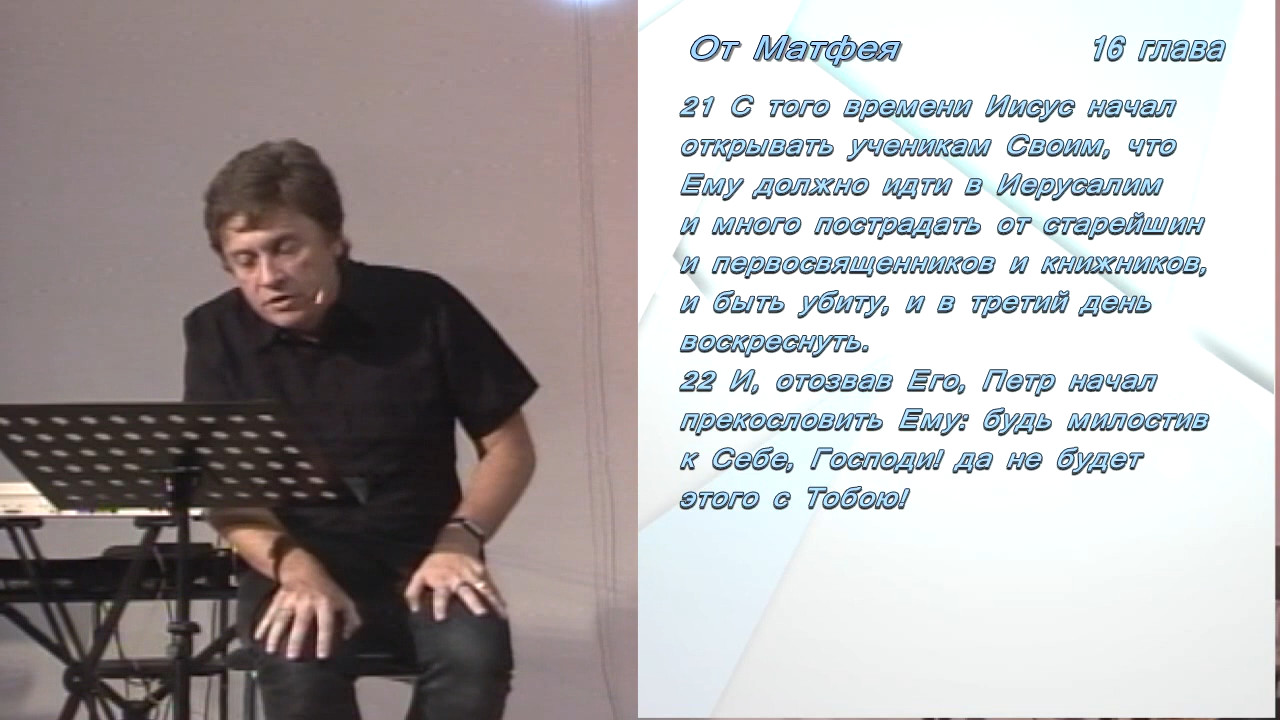 От Матфея 16 глава
21 С того времени Иисус начал
открывать ученикам Своим, что
Ему должно идти в Иерусалим
и много пострадать от старейшин
и первосвященников и книжников,
и быть убиту, и в третий день
воскреснуть.
22 И, отозвав Его, Петр начал
прекословить Ему: будь милостив
к Себе, Господи! да не будет
этого с Тобою!